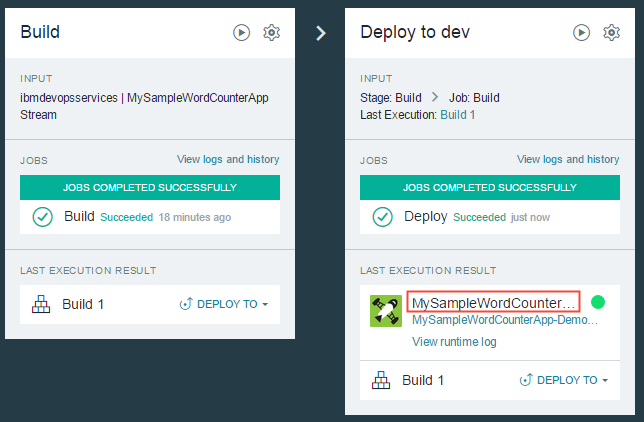 Build
INPUT
ibmdevopsservices | MySampleWordCounterApp
Stream
JOBS
View logs and history
JOBS COMPLETED SUCCESSFULLY
Build Succeeded 18 minutes ago
LAST EXECUTION RESULT
Build 1 DEPLOY TO
Deploy to dev
INPUT
Stage: Build Job: Build
Last Execution: Build 1
JOBS
View logs and history
JOBS COMPLETED SUCCESSFULLY
Deploy Succeeded just now
LAST EXECUTION RESULT
MySampleWordCounter...
MySampleWordCounterApp-Demo...
View runtime log
Build 1 DEPLOY TO